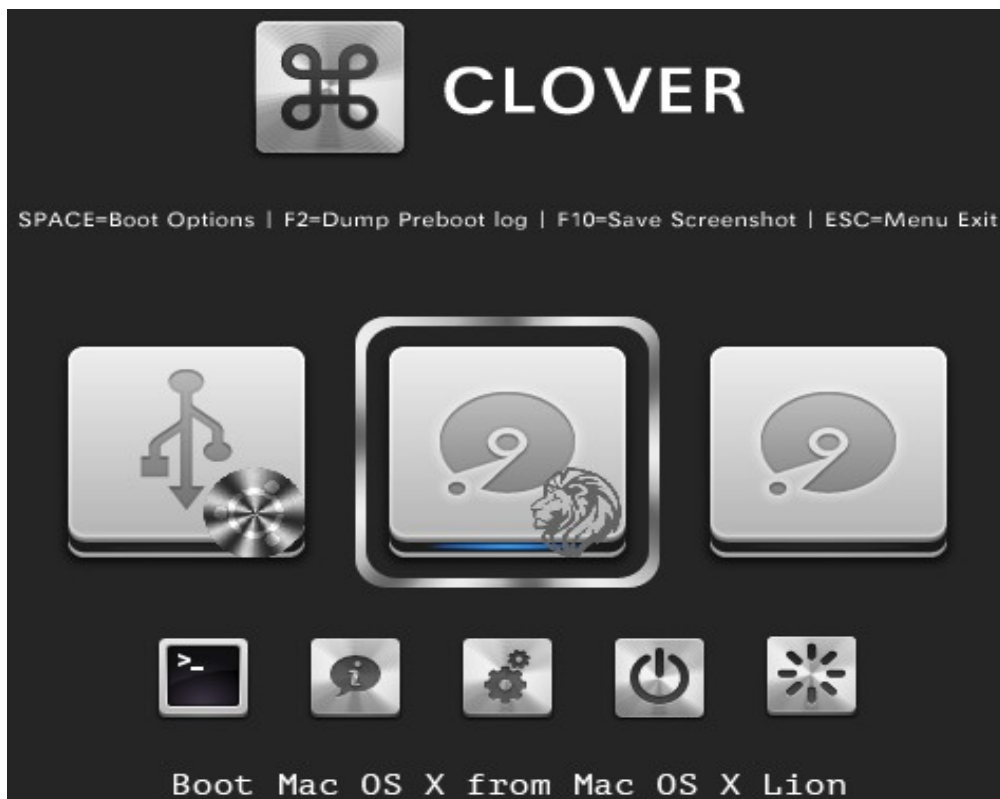 CLOVER
SPACE=Boot Options | F2=Dump Preboot log | F10=Save Screenshot | ESC=Menu Exit
>_
i
Boot Mac OS X from Mac OS X Lion